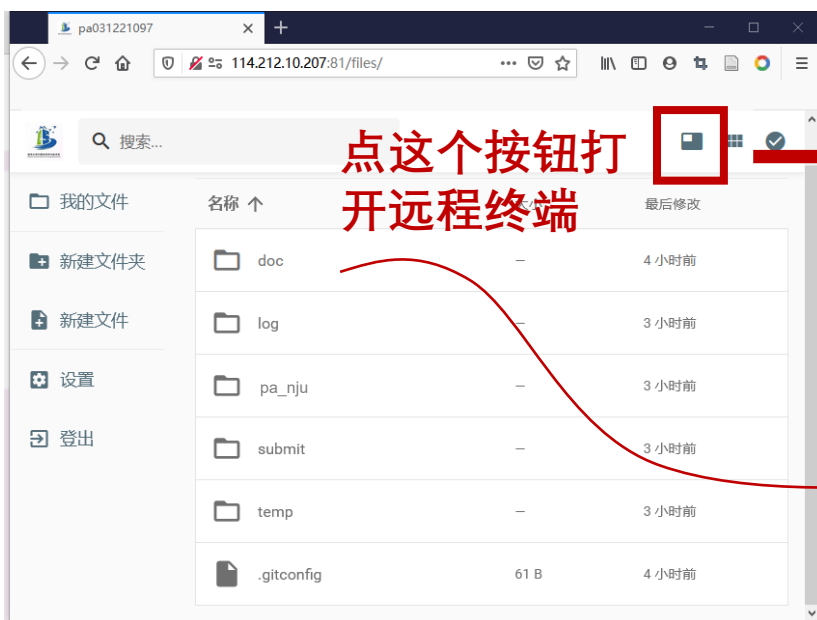 pa031221097
114.212.10.207:81/files/
搜索...
点这个按钮打
开远程终端
我的文件
名称
大小
最后修改
新建文件夹
doc
—
4 小时前
新建文件
log
—
3 小时前
设置
pa_nju
—
3 小时前
登出
submit
—
3 小时前
temp
—
3 小时前
.gitconfig
61 B
4 小时前